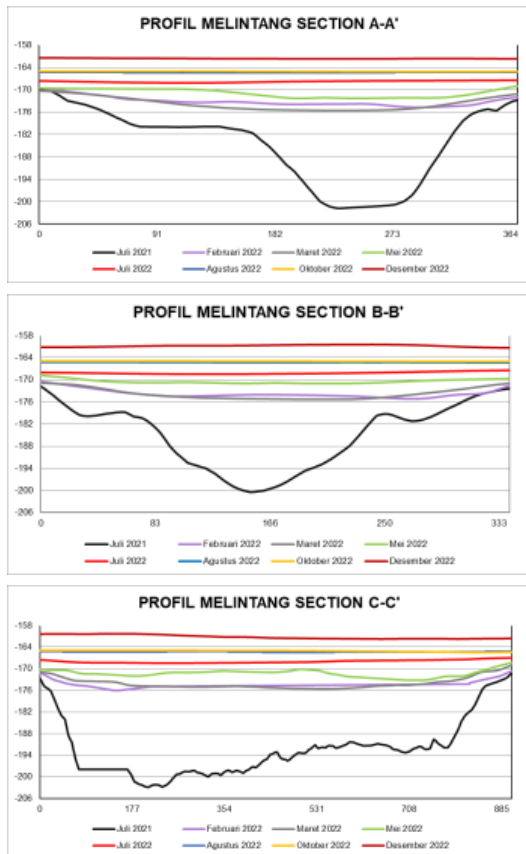 PROFIL MELINTANG SECTION A-A'
-158
-164
-170
-176
-182
-188
-194
-200
-206
0 91 182 273 364
Juli 2021 Februari 2022 Maret 2022 Mei 2022
Juli 2022 Agustus 2022 Oktober 2022 Desember 2022
PROFIL MELINTANG SECTION B-B'
-158
-164
-170
-176
-182
-188
-194
-200
-206
0 83 166 250 333
Juli 2021 Februari 2022 Maret 2022 Mei 2022
Juli 2022 Agustus 2022 Oktober 2022 Desember 2022
PROFIL MELINTANG SECTION C-C'
-158
-164
-170
-176
-182
-188
-194
-200
-206
0 177 354 531 708 885
Juli 2021 Februari 2022 Maret 2022 Mei 2022
Juli 2022 Agustus 2022 Oktober 2022 Desember 2022